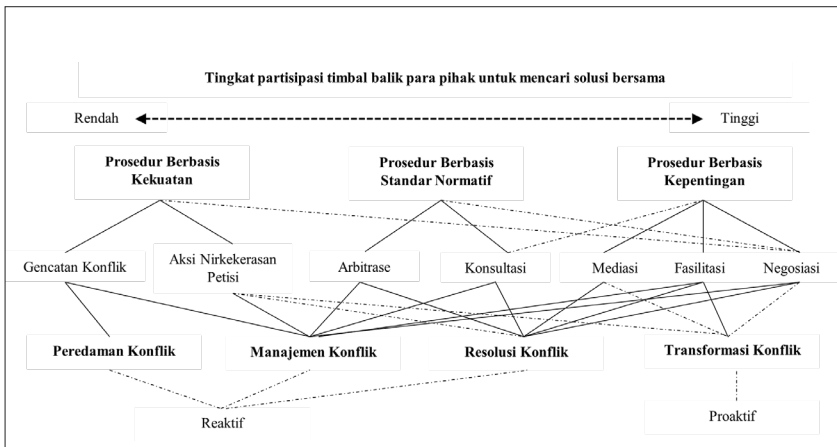 Tingkat partisipasi timbal balik para pihak untuk mencari solusi bersama
Rendah
Tinggi
Prosedur Berbasis
Kekuatan
Prosedur Berbasis
Standar Normatif
Prosedur Berbasis
Kepentingan
Gencatan Konflik
Aksi Nirkekerasan
Petisi
Arbitrase
Konsultasi
Mediasi
Fasilitasi
Negosiasi
Peredaman Konflik
Manajemen Konflik
Resolusi Konflik
Transformasi Konflik
Reaktif
Proaktif